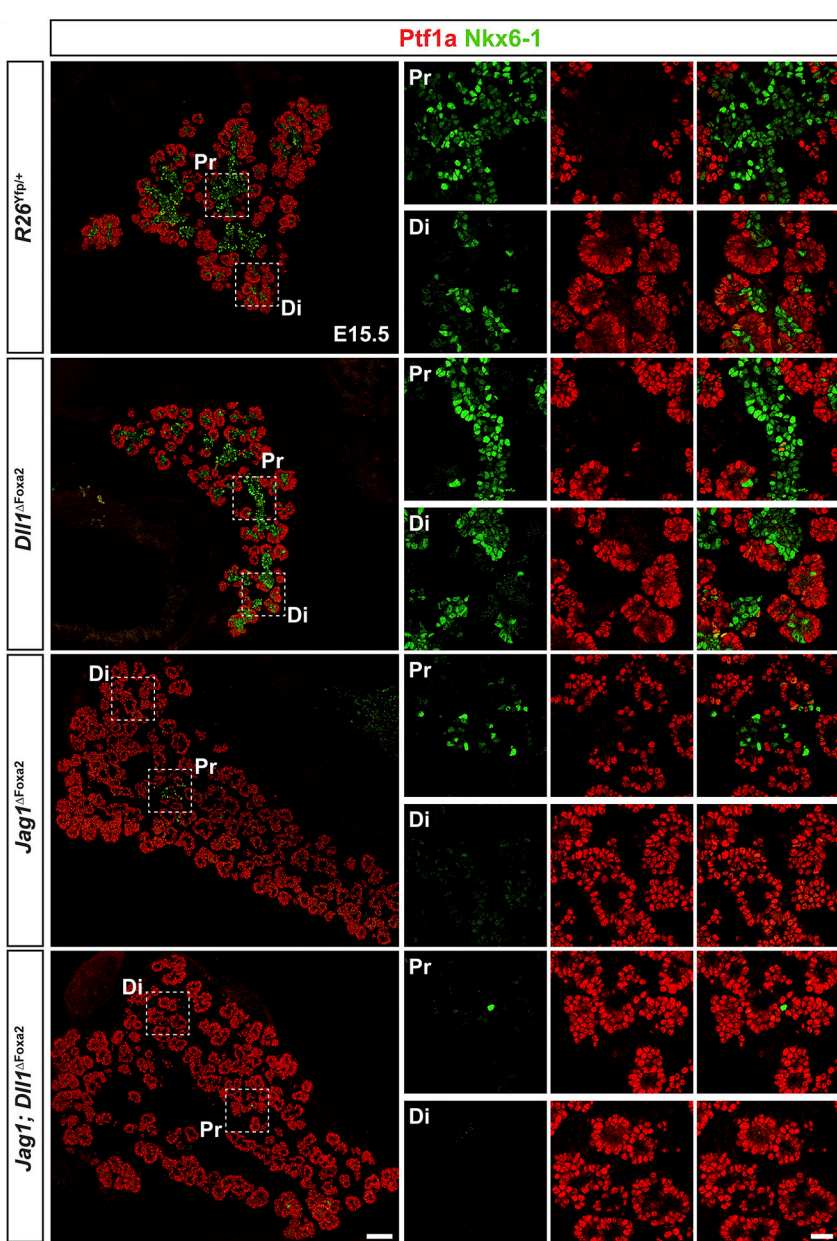 Ptf1a Nkx6-1
R26Yfp/+
Pr
Di
E15.5
Pr
Di
Dll1ΔFoxa2
Pr
Di
Pr
Di
Jag1ΔFoxa2
Di
Pr
Pr
Di
Jag1; Dll1ΔFoxa2
Di
Pr
Pr
Di